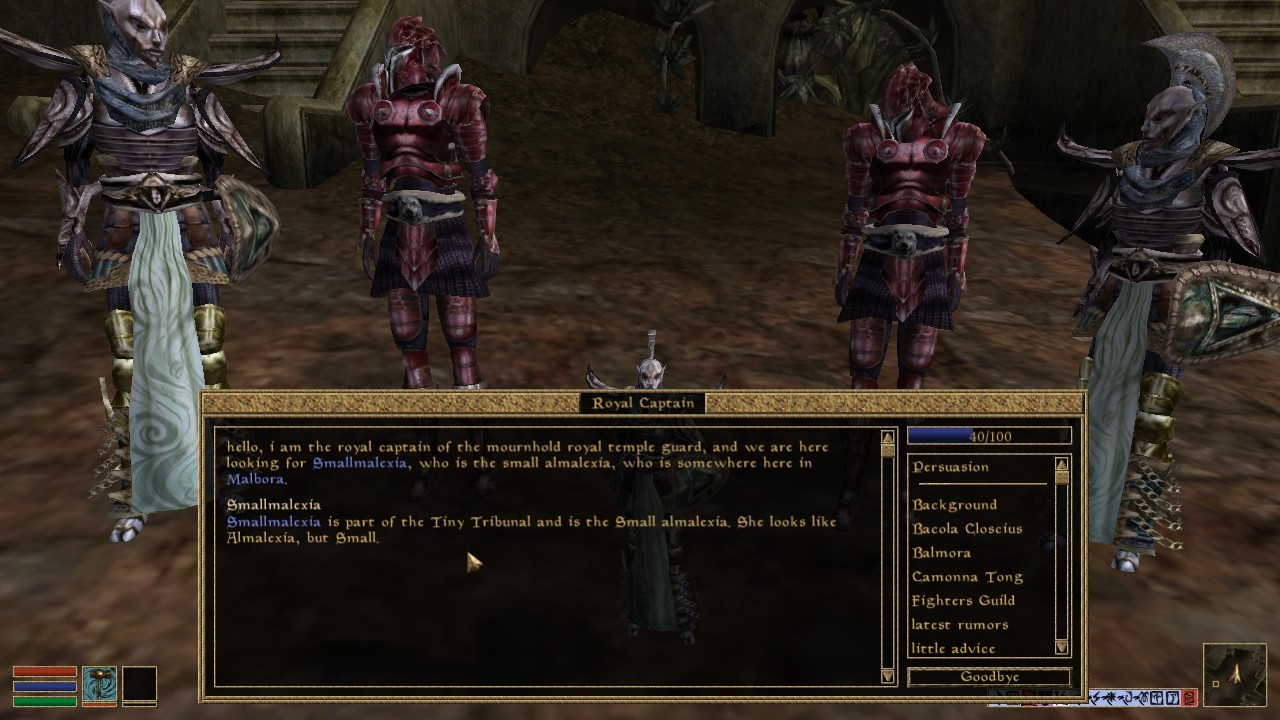 Royal Captain
hello, i am the royal captain of the mournhold royal temple guard, and we are here
looking for Smallmalexia, who is the small almalexia, who is somewhere here in
Malbora.
Smallmalexia
Smallmalexia is part of the Tiny Tribunal and is the Small almalexia. She looks like
Almalexia, but Small.
40/100
Persuasion
Background
Bacola Closcius
Balmora
Camonna Tong
Fighters Guild
latest rumors
little advice
Goodbye